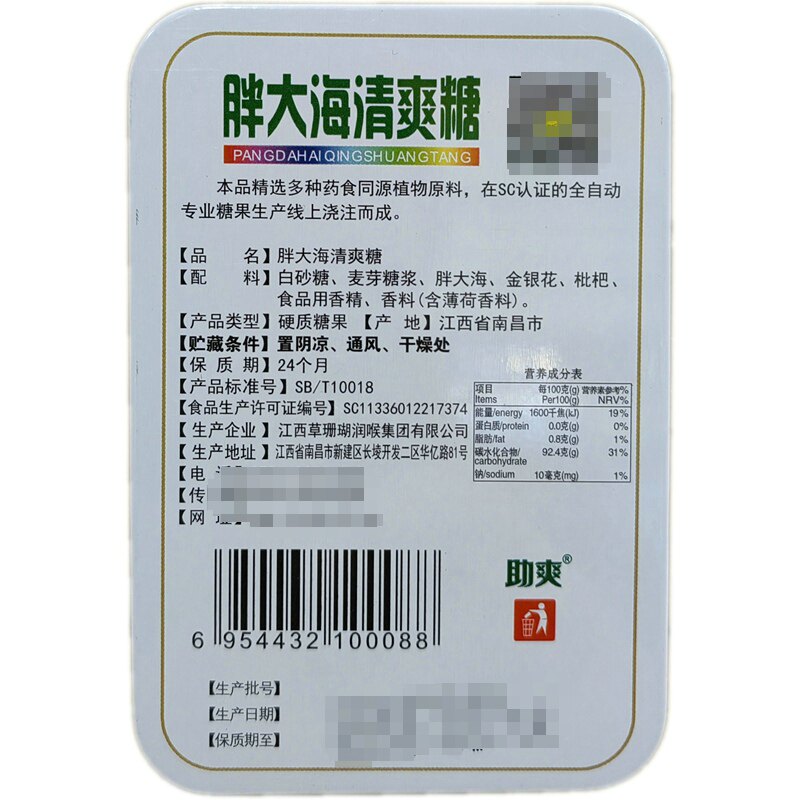 胖大海清爽糖
PANGDAHAIQINGSHUANGTANG
本品精选多种药食同源植物原料，在SC认证的全自动
专业糖果生产线上浇注而成。
【品 名】胖大海清爽糖
【配 料】白砂糖、麦芽糖浆、胖大海、金银花、枇杷、
食品用香精、香料(含薄荷香料)。
【产品类型】硬质糖果 【产 地】江西省南昌市
【贮藏条件】置阴凉、通风、干燥处
【保 质 期】24个月
【产品标准号】SB/T10018
【食品生产许可证编号】SC11336012217374
【生产企业】江西草珊瑚润喉集团有限公司
【生产地址】江西省南昌市新建区长堎开发二区华亿路81号
【电
【传
【网
营养成分表
项目 每100克(g) 营养素参考%
Items Per100(g) NRV%
能量/energy 1600千焦(kJ) 19%
蛋白质/protein 0.0克(g) 0%
脂肪/fat 0.8克(g) 1%
碳水化合物/ 92.4克(g) 31%
carbohydrate
钠/sodium 10毫克(mg) 1%
6 954432 100088
助爽®
【生产批号】
【生产日期】
【保质期至】